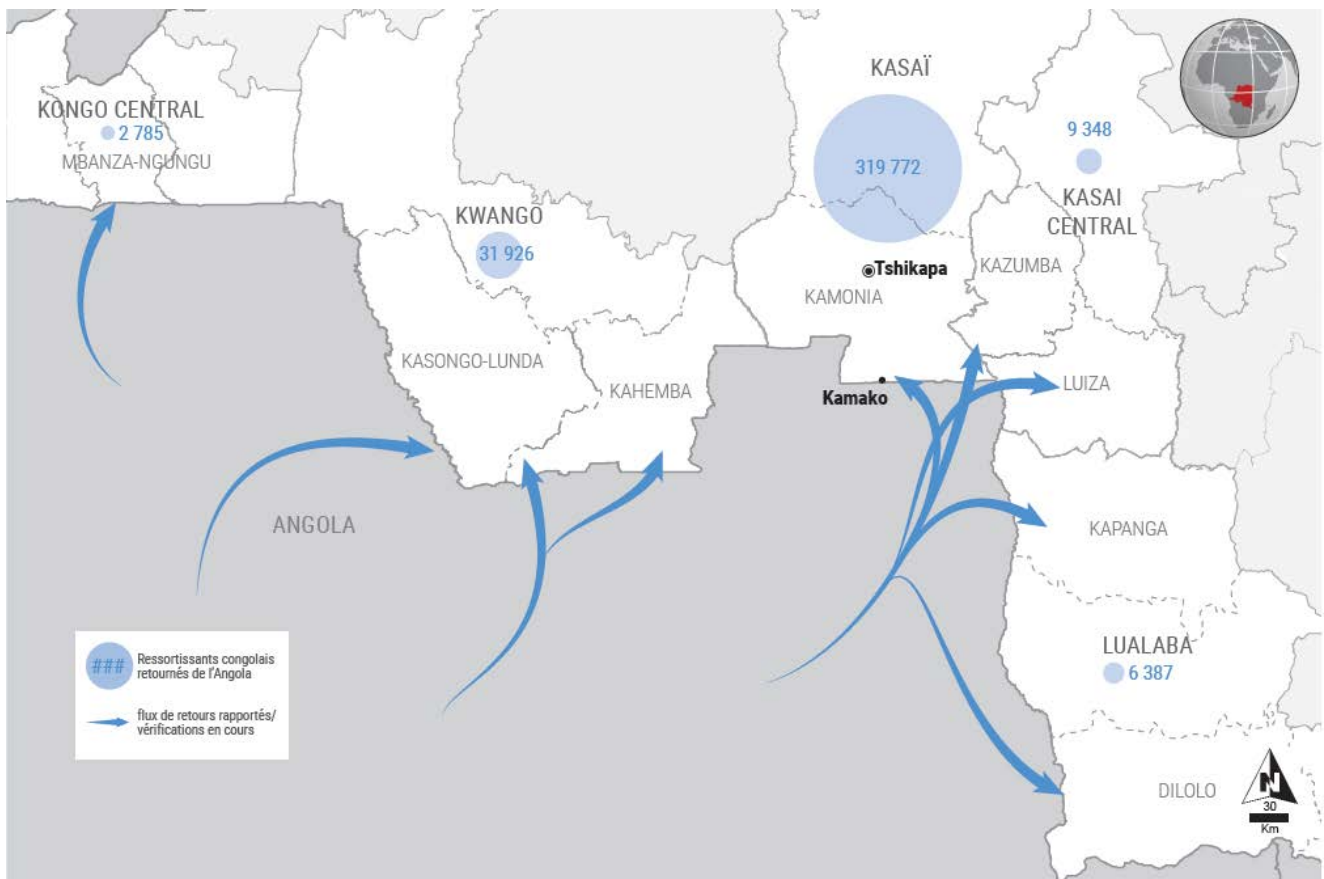 KONGO CENTRAL
2 785
MBANZA-NGUNGU
KWANGO
31 926
KASONGO-LUNDA
KAHEMBA
KASAÏ
319 772
Tshikapa
KAMONIA
Kamako
9 348
KASAI
CENTRAL
KAZUMBA
LUIZA
KAPANGA
LUALABA
6 387
DILOLO
ANGOLA
###
Ressortissants congolais
retournés de l'Angola
flux de retours rapportés/
vérifications en cours
N
30
Km